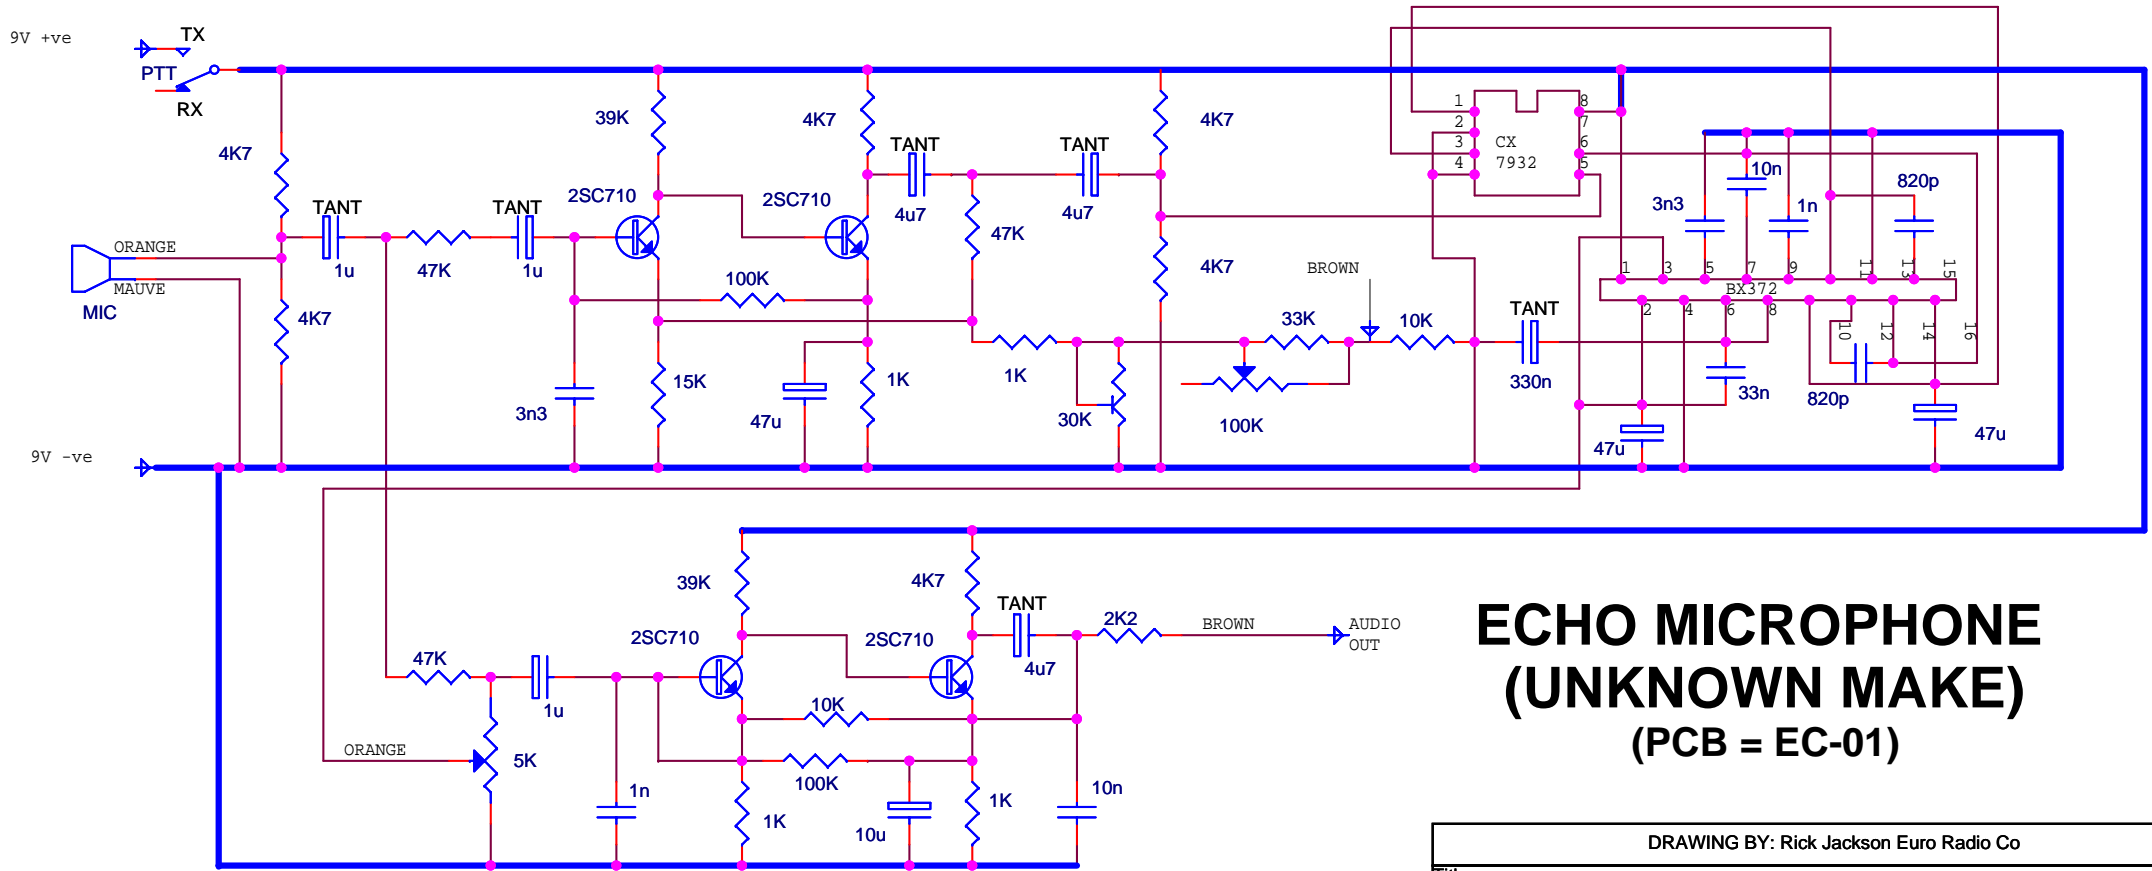 9V +ve
TX
PTT
RX
4K7
TANT
1u
ORANGE
MAUVE
MIC
4K7
47K
TANT
1u
39K
2SC710
4K7
2SC710
TANT
4u7
TANT
4u7
4K7
47K
4K7
100K
3n3
15K
47u
1K
1K
30K
33K
100K
BROWN
10K
TANT
330n
1
2
3
4
CX
7932
8
7
6
5
3n3
10n
1n
820p
1
3
5
7
9
11
13
15
BX372
2
4
6
8
10
12
14
16
33n
820p
47u
47u
9V -ve
39K
2SC710
4K7
2SC710
TANT
4u7
2K2
BROWN
AUDIO
OUT
47K
1u
10K
ORANGE
5K
1n
100K
1K
10u
1K
10n
ECHO MICROPHONE
(UNKNOWN MAKE)
(PCB = EC-01)
DRAWING BY: Rick Jackson Euro Radio Co